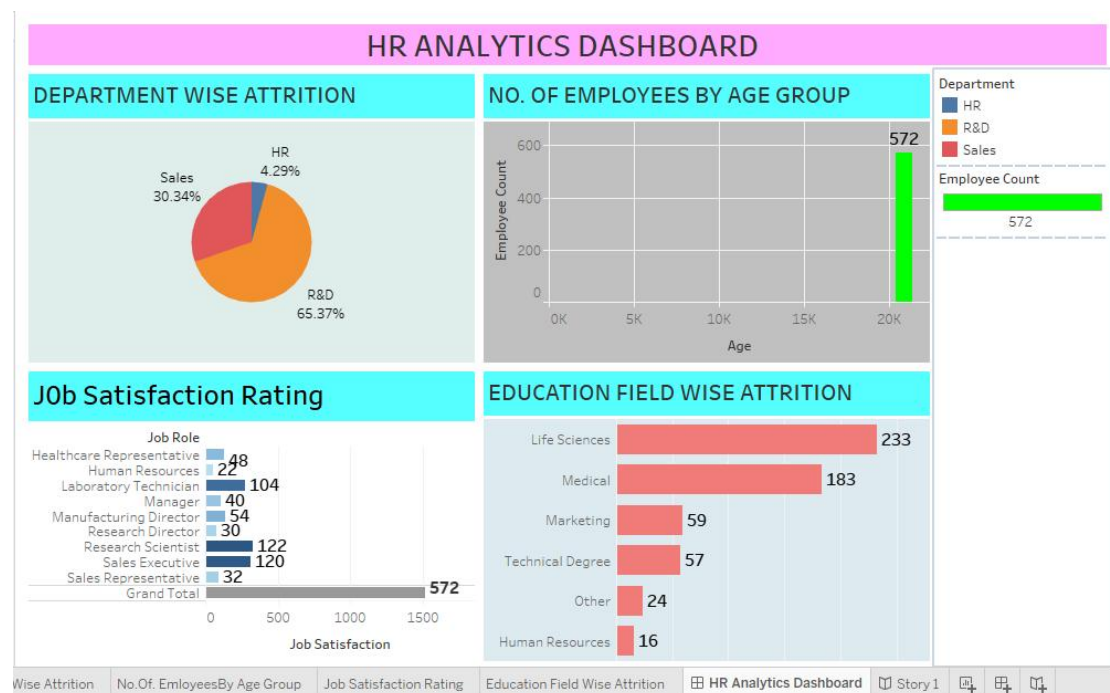 HR ANALYTICS DASHBOARD
DEPARTMENT WISE ATTRITION
HR
4.29%
Sales
30.34%
R&D
65.37%
NO. OF EMPLOYEES BY AGE GROUP
572
Employee Count
600
400
200
0
0K 5K 10K 15K 20K
Age
Department
HR
R&D
Sales
Employee Count
572
J0b Satisfaction Rating
Job Role
Healthcare Representative 48
Human Resources 22
Laboratory Technician 104
Manager 40
Manufacturing Director 54
Research Director 30
Research Scientist 122
Sales Executive 120
Sales Representative 32
Grand Total 572
0 500 1000 1500
Job Satisfaction
EDUCATION FIELD WISE ATTRITION
Life Sciences 233
Medical 183
Marketing 59
Technical Degree 57
Other 24
Human Resources 16
Wise Attrition No.Of. EmloyeesBy Age Group Job Satisfaction Rating Education Field Wise Attrition HR Analytics Dashboard Story 1